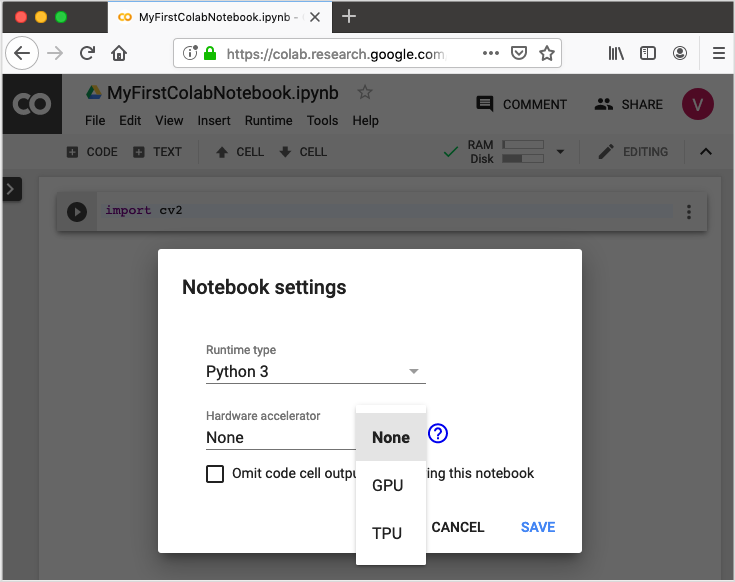 MyFirstColabNotebook.ipynb -
https://colab.research.google.com
CO MyFirstColabNotebook.ipynb
COMMENT SHARE V
File Edit View Insert Runtime Tools Help
CODE TEXT CELL CELL RAM Disk EDITING
import cv2
Notebook settings
Runtime type
Python 3
Hardware accelerator
None
None
Omit code cell outpu ing this notebook
GPU
TPU
CANCEL SAVE